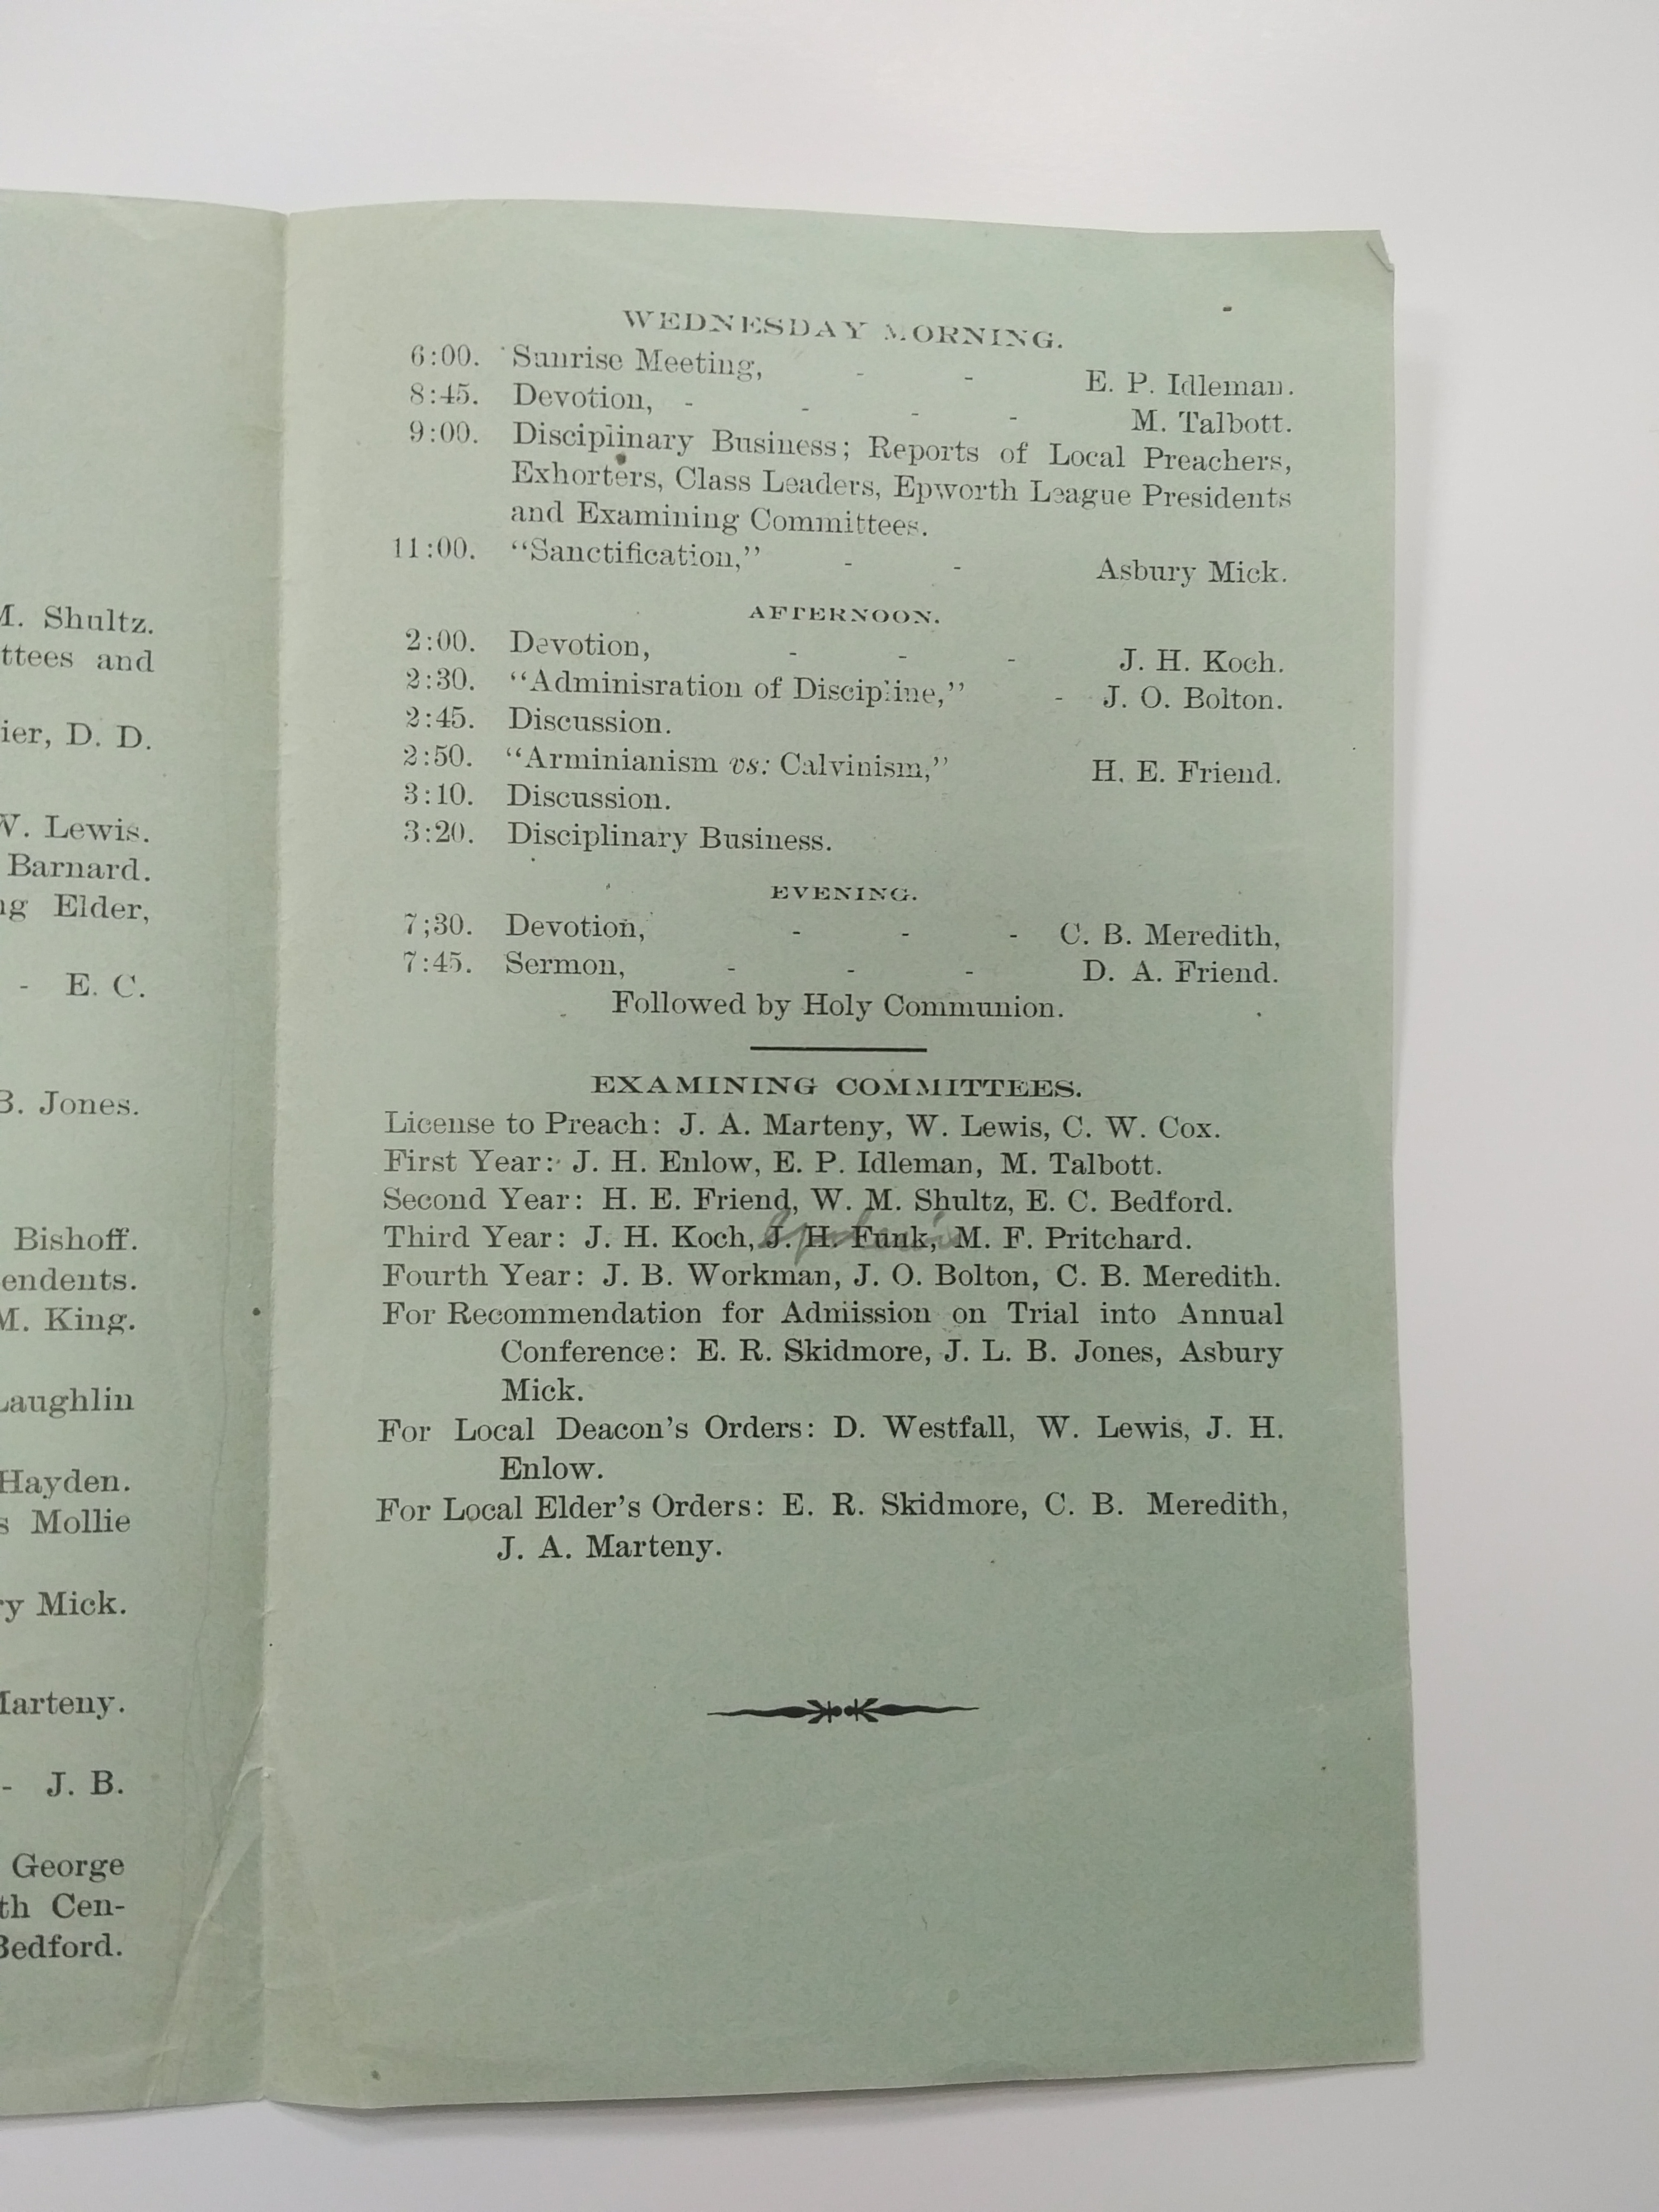 M. Shultz.
ttees and
ier, D. D.
W. Lewis.
Barnard.
ng Elder,
- E. C.
B. Jones.
Bishoff.
endents.
M. King.
Laughlin
Hayden.
s Mollie
ry Mick.
Marteny.
- J. B.
George
th Cen-
Bedford.
WEDNESDAY MORNING.
6:00. Sunrise Meeting, - - E. P. Idleman.
8:45. Devotion, - - - - M. Talbott.
9:00. Disciplinary Business; Reports of Local Preachers,
Exhorters, Class Leaders, Epworth League Presidents
and Examining Committees.
11:00. “Sanctification,” - - Asbury Mick.
AFTERNOON.
2:00. Devotion, - - - J. H. Koch.
2:30. “Adminisration of Discipline,” - J. O. Bolton.
2:45. Discussion.
2:50. “Arminianism vs: Calvinism,” H. E. Friend.
3:10. Discussion.
3:20. Disciplinary Business.
EVENING.
7;30. Devotion, - - - C. B. Meredith,
7:45. Sermon, - - - D. A. Friend.
Followed by Holy Communion.
EXAMINING COMMITTEES.
License to Preach: J. A. Marteny, W. Lewis, C. W. Cox.
First Year: J. H. Enlow, E. P. Idleman, M. Talbott.
Second Year: H. E. Friend, W. M. Shultz, E. C. Bedford.
Third Year: J. H. Koch, J. H. Funk, M. F. Pritchard.
Fourth Year: J. B. Workman, J. O. Bolton, C. B. Meredith.
For Recommendation for Admission on Trial into Annual
Conference: E. R. Skidmore, J. L. B. Jones, Asbury
Mick.
For Local Deacon’s Orders: D. Westfall, W. Lewis, J. H.
Enlow.
For Local Elder’s Orders: E. R. Skidmore, C. B. Meredith,
J. A. Marteny.